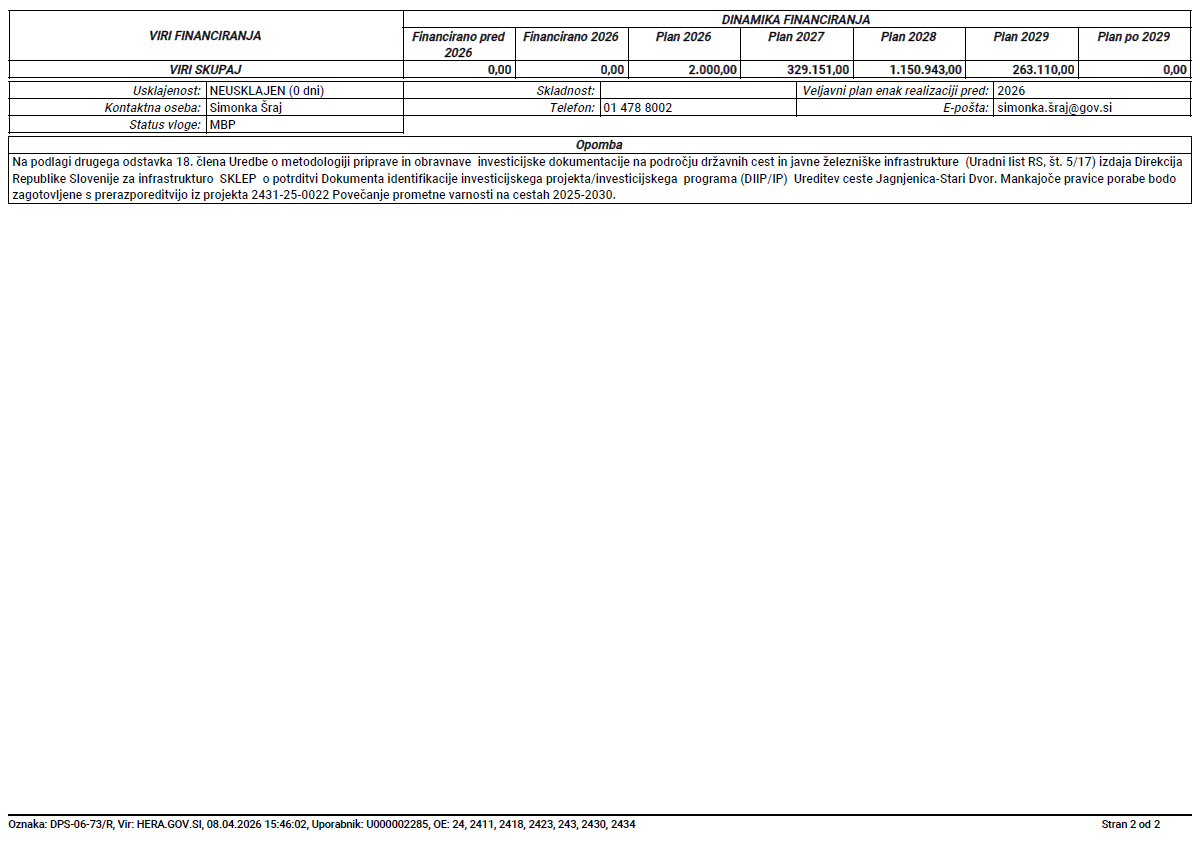 VIRI FINANCIRANJA
DINAMIKA FINANCIRANJA
Financirano pred 2026 Financirano 2026 Plan 2026 Plan 2027 Plan 2028 Plan 2029 Plan po 2029
VIRI SKUPAJ 0,00 0,00 2.000,00 329.151,00 1.150.943,00 263.110,00 0,00
Usklajenost: NEUSKLAJEN (0 dni) Skladnost: Veljavni plan enak realizaciji pred: 2026
Kontaktna oseba: Simonka Šraj Telefon: 01 478 8002 E-pošta: simonka.šraj@gov.si
Status vloge: MBP
Opomba
Na podlagi drugega odstavka 18. člena Uredbe o metodologiji priprave in obravnave investicijske dokumentacije na področju državnih cest in javne železniške infrastrukture (Uradni list RS, št. 5/17) izdaja Direkcija
Republike Slovenije za infrastrukturo SKLEP o potrditvi Dokumenta identifikacije investicijskega projekta/investicijskega programa (DIIP/IP) Ureditev ceste Jagnjenica-Stari Dvor. Mankajoče pravice porabe bodo
zagotovljene s prerazporeditvijo iz projekta 2431-25-0022 Povečanje prometne varnosti na cestah 2025-2030.
Oznaka: DPS-06-73/R, Vir: HERA.GOV.SI, 08.04.2026 15:46:02, Uporabnik: U000002285, OE: 24, 2411, 2418, 2423, 243, 2430, 2434 Stran 2 od 2